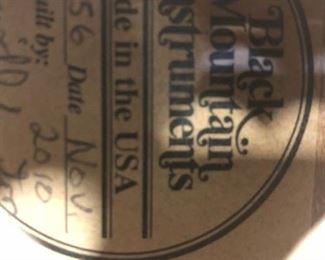 Black
Mountain
Instruments
de in the USA
56 Date Nov.
2010
uilt by: